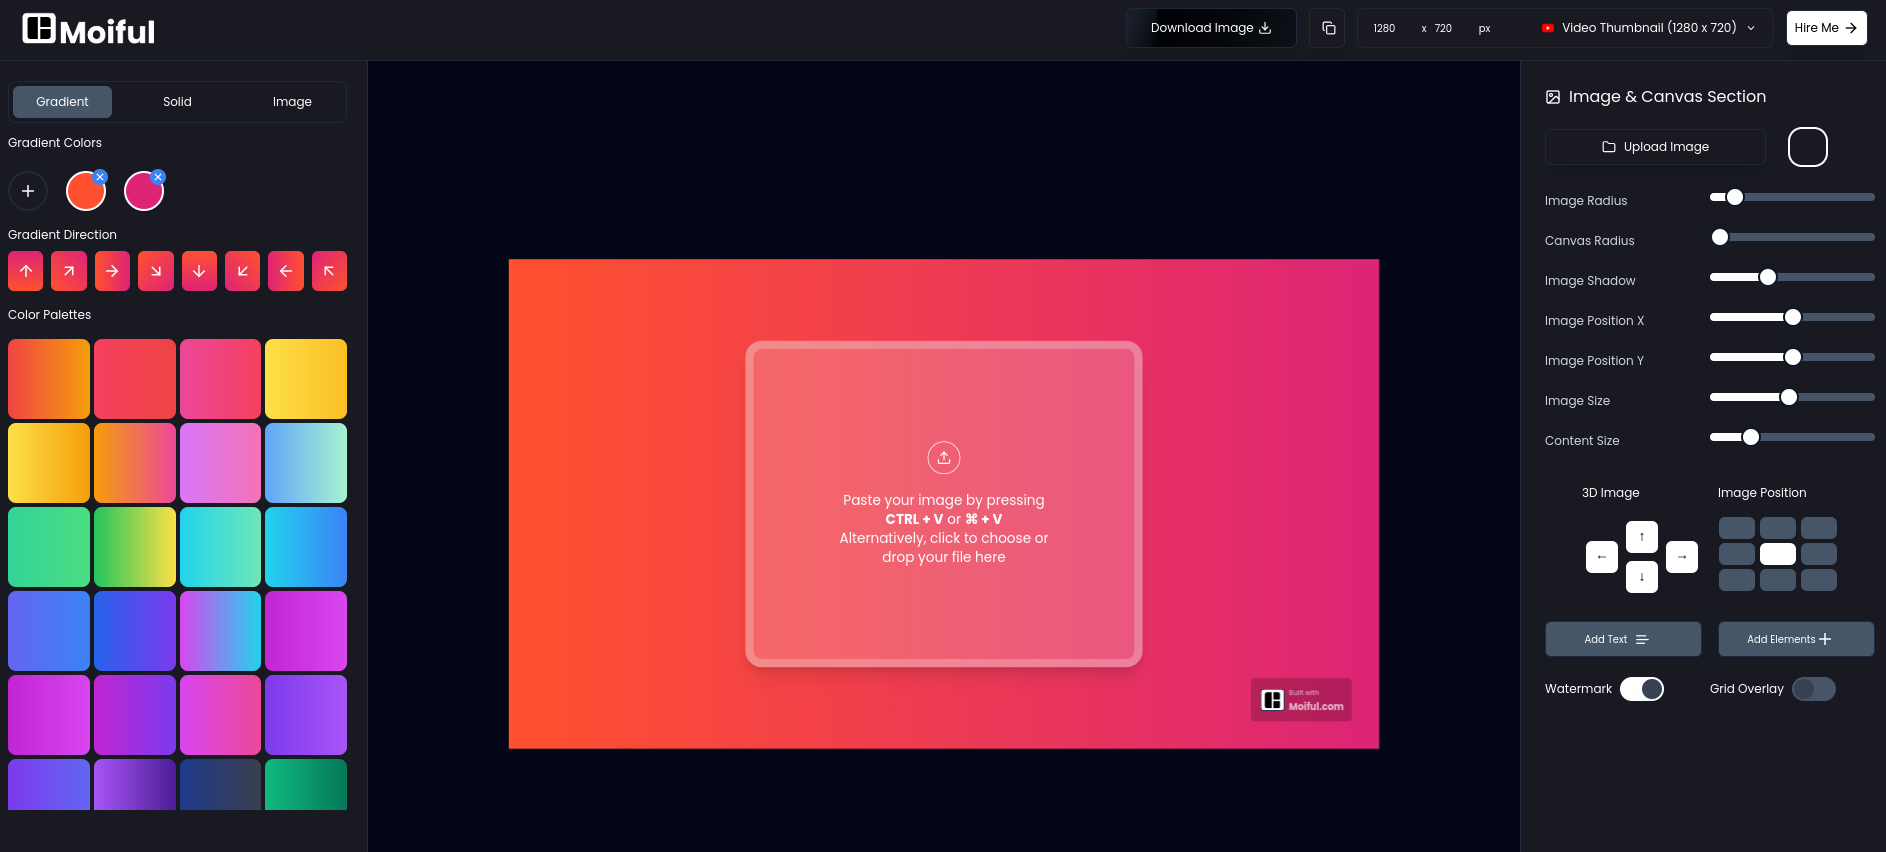 Moiful
Download Image
1280 x 720 px
Video Thumbnail (1280 x 720)
Hire Me →
Gradient
Solid
Image
Gradient Colors
Gradient Direction
↑ ↗ → ↘ ↓ ↙ ← ↖
Color Palettes
Paste your image by pressing
CTRL + V or ⌘ + V
Alternatively, click to choose or
drop your file here
Built with
Moiful.com
Image & Canvas Section
Upload Image
Image Radius
Canvas Radius
Image Shadow
Image Position X
Image Position Y
Image Size
Content Size
3D Image
↑
← →
↓
Image Position
Add Text
Add Elements
Watermark
Grid Overlay